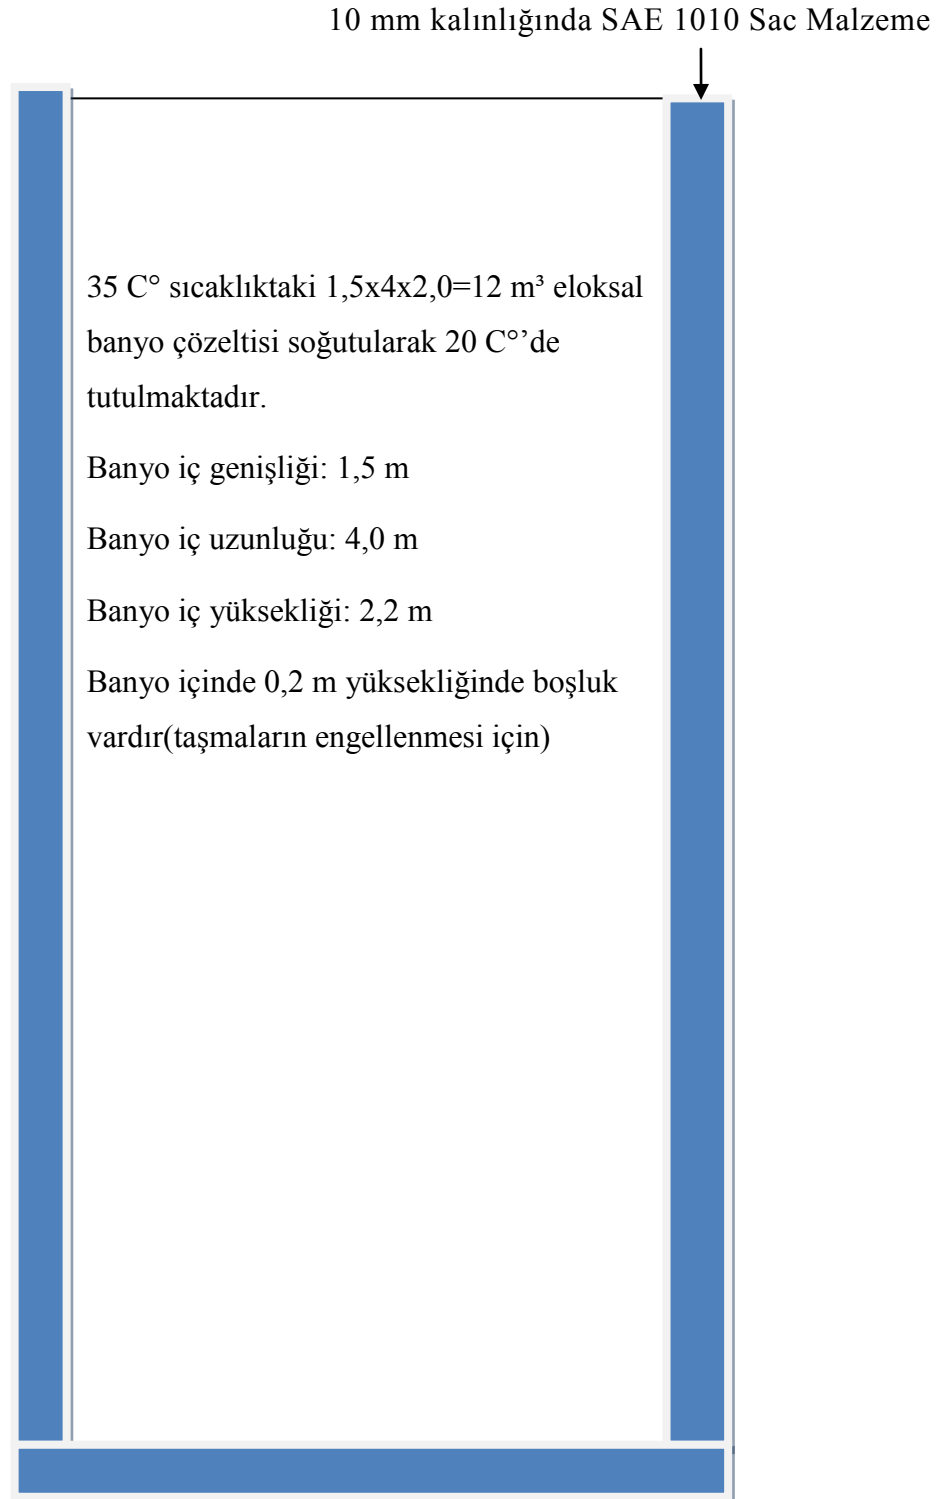 10 mm kalınlığında SAE 1010 Sac Malzeme
35 C° sıcaklıktaki 1,5x4x2,0=12 m³ eloksal
banyo çözeltisi soğutularak 20 C°’de
tutulmaktadır.
Banyo iç genişliği: 1,5 m
Banyo iç uzunluğu: 4,0 m
Banyo iç yüksekliği: 2,2 m
Banyo içinde 0,2 m yüksekliğinde boşluk
vardır(taşmaların engellenmesi için)